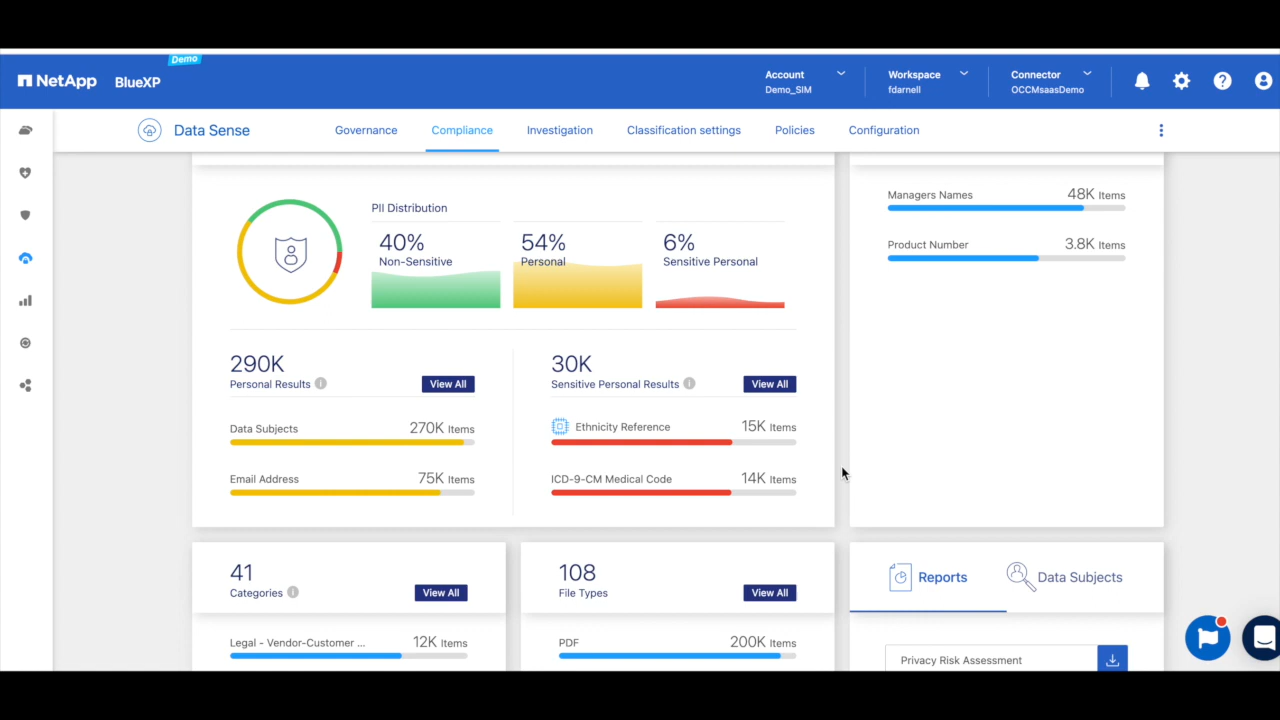 Demo
NetApp BlueXP
Account
Demo_SIM
Workspace
fdarnell
Connector
OCCMsaasDemo
Data Sense
Governance
Compliance
Investigation
Classification settings
Policies
Configuration
PII Distribution
40%
Non-Sensitive
54%
Personal
6%
Sensitive Personal
290K
Personal Results
View All
Data Subjects 270K Items
Email Address 75K Items
30K
Sensitive Personal Results
View All
Ethnicity Reference 15K Items
ICD-9-CM Medical Code 14K Items
Managers Names 48K Items
Product Number 3.8K Items
41
Categories
View All
Legal - Vendor-Customer ... 12K Items
108
File Types
View All
PDF 200K Items
Reports
Data Subjects
Privacy Risk Assessment